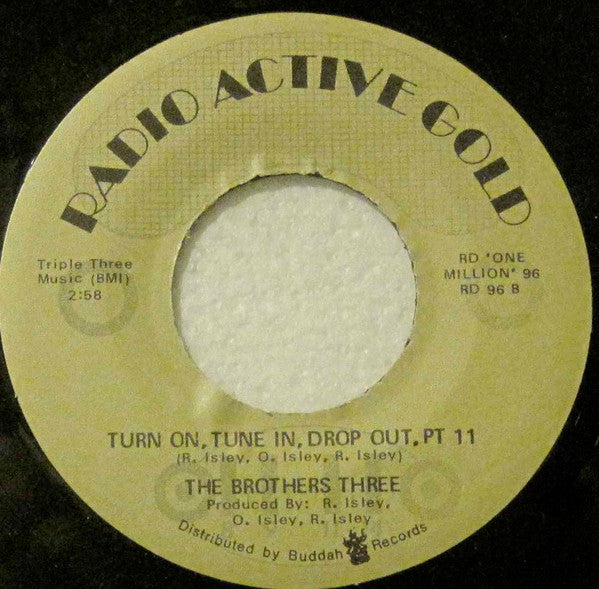 RADIO ACTIVE GOLD
Triple Three
Music (BMI)
2:58
RD "ONE
MILLION" 96
RD 96 B
TURN ON, TUNE IN, DROP OUT, PT 11
(R. Isley, O. Isley, R. Isley)
THE BROTHERS THREE
Produced By: R. Isley,
O. Isley, R. Isley
Distributed by Buddah Records